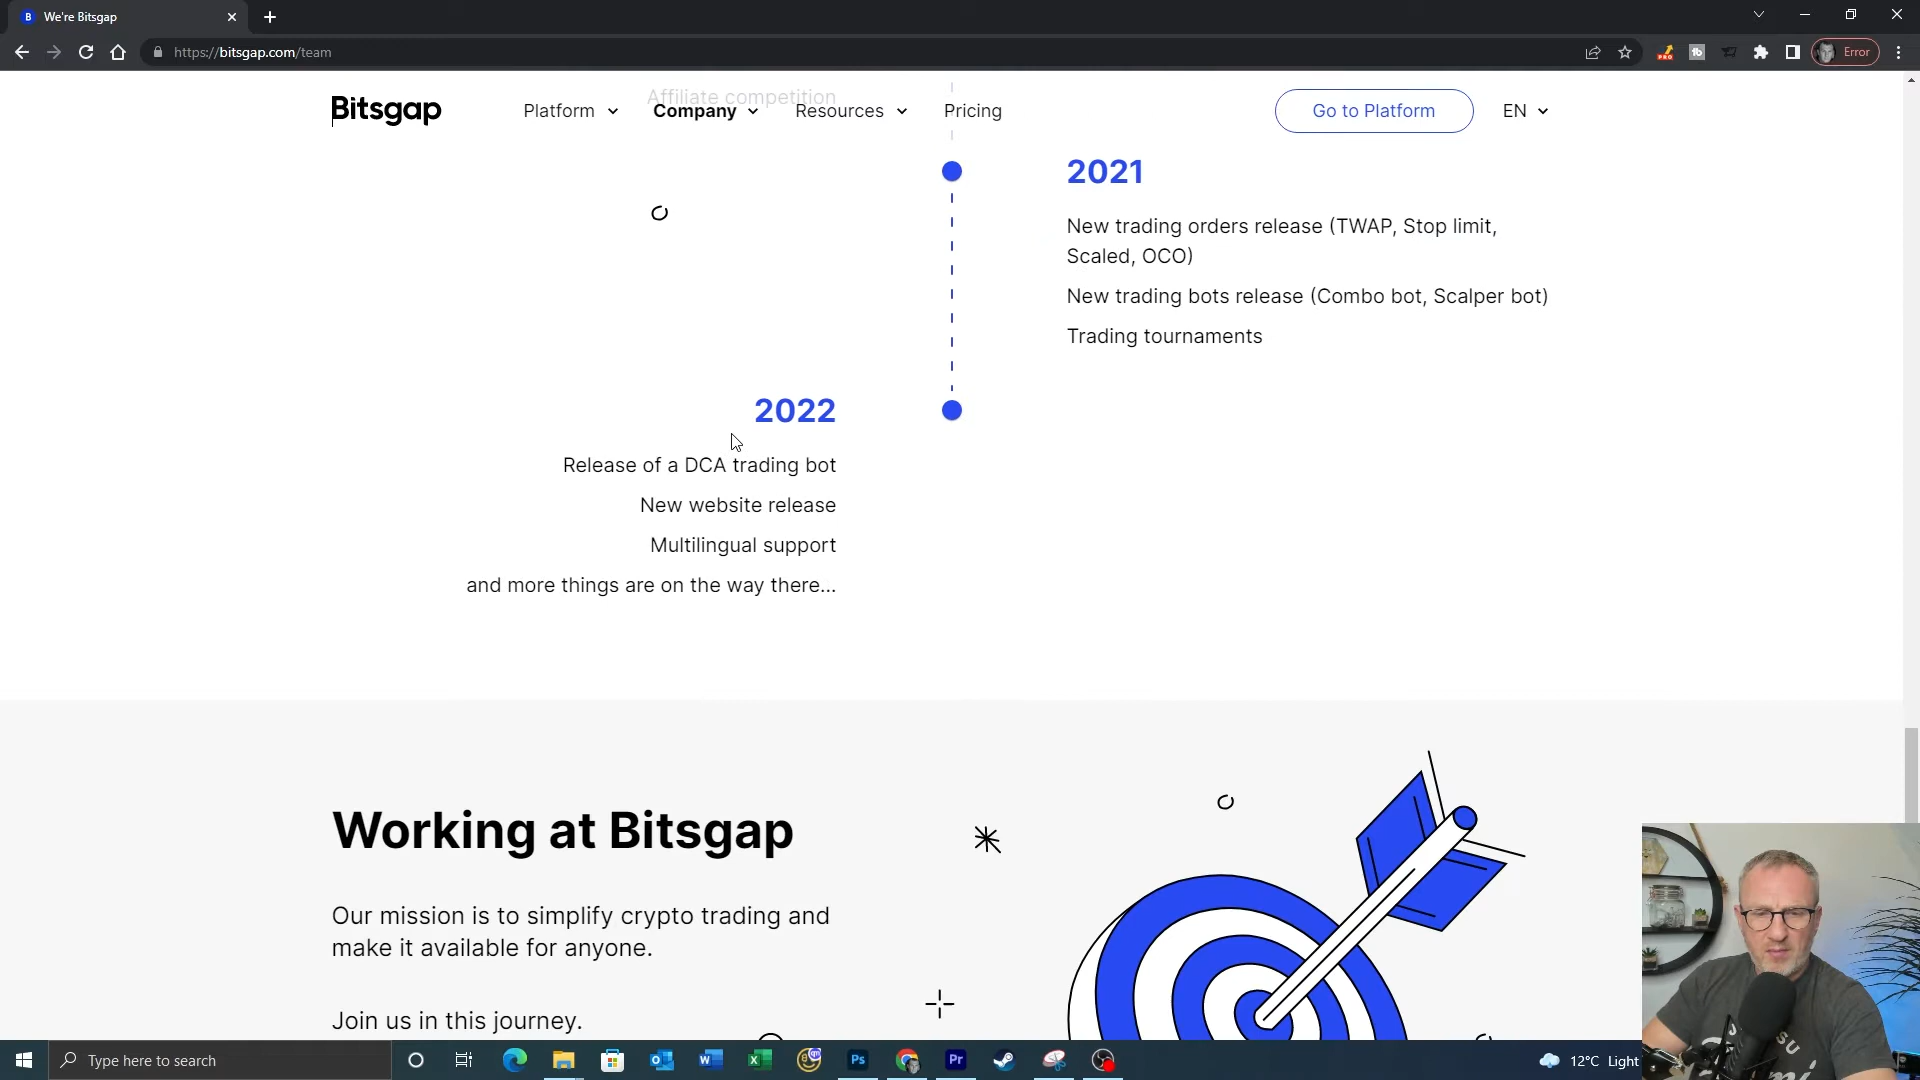 We're Bitsgap
https://bitsgap.com/team
Error
Affiliate competition
Bitsgap
Platform
Company
Resources
Pricing
Go to Platform
EN
2021
New trading orders release (TWAP, Stop limit,
Scaled, OCO)
New trading bots release (Combo bot, Scalper bot)
Trading tournaments
2022
Release of a DCA trading bot
New website release
Multilingual support
and more things are on the way there...
Working at Bitsgap
Our mission is to simplify crypto trading and
make it available for anyone.
Join us in this journey.
Type here to search
Ps
Pr
12°C Light